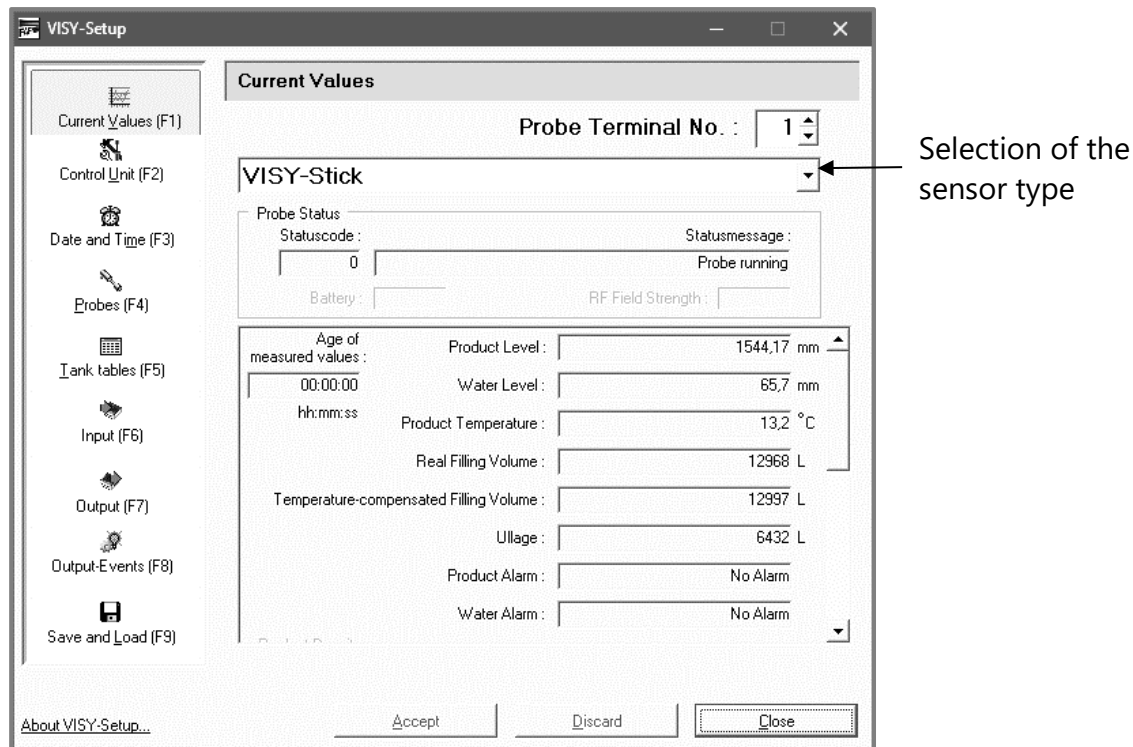 VISY-Setup
Current Values (F1)
Control Unit (F2)
Date and Time (F3)
Probes (F4)
Tank tables (F5)
Input (F6)
Output (F7)
Output-Events (F8)
Save and Load (F9)
About VISY-Setup...
Current Values
Probe Terminal No. : 1
VISY-Stick
Probe Status
Statuscode : Statusmessage :
0 Probe running
Battery : RF Field Strength :
Age of
measured values :
00:00:00
hh:mm:ss
Product Level : 1544,17 mm
Water Level : 65,7 mm
Product Temperature : 13,2 °C
Real Filling Volume : 12968 L
Temperature-compensated Filling Volume : 12997 L
Ullage : 6432 L
Product Alarm : No Alarm
Water Alarm : No Alarm
Accept Discard Close
Selection of the
sensor type